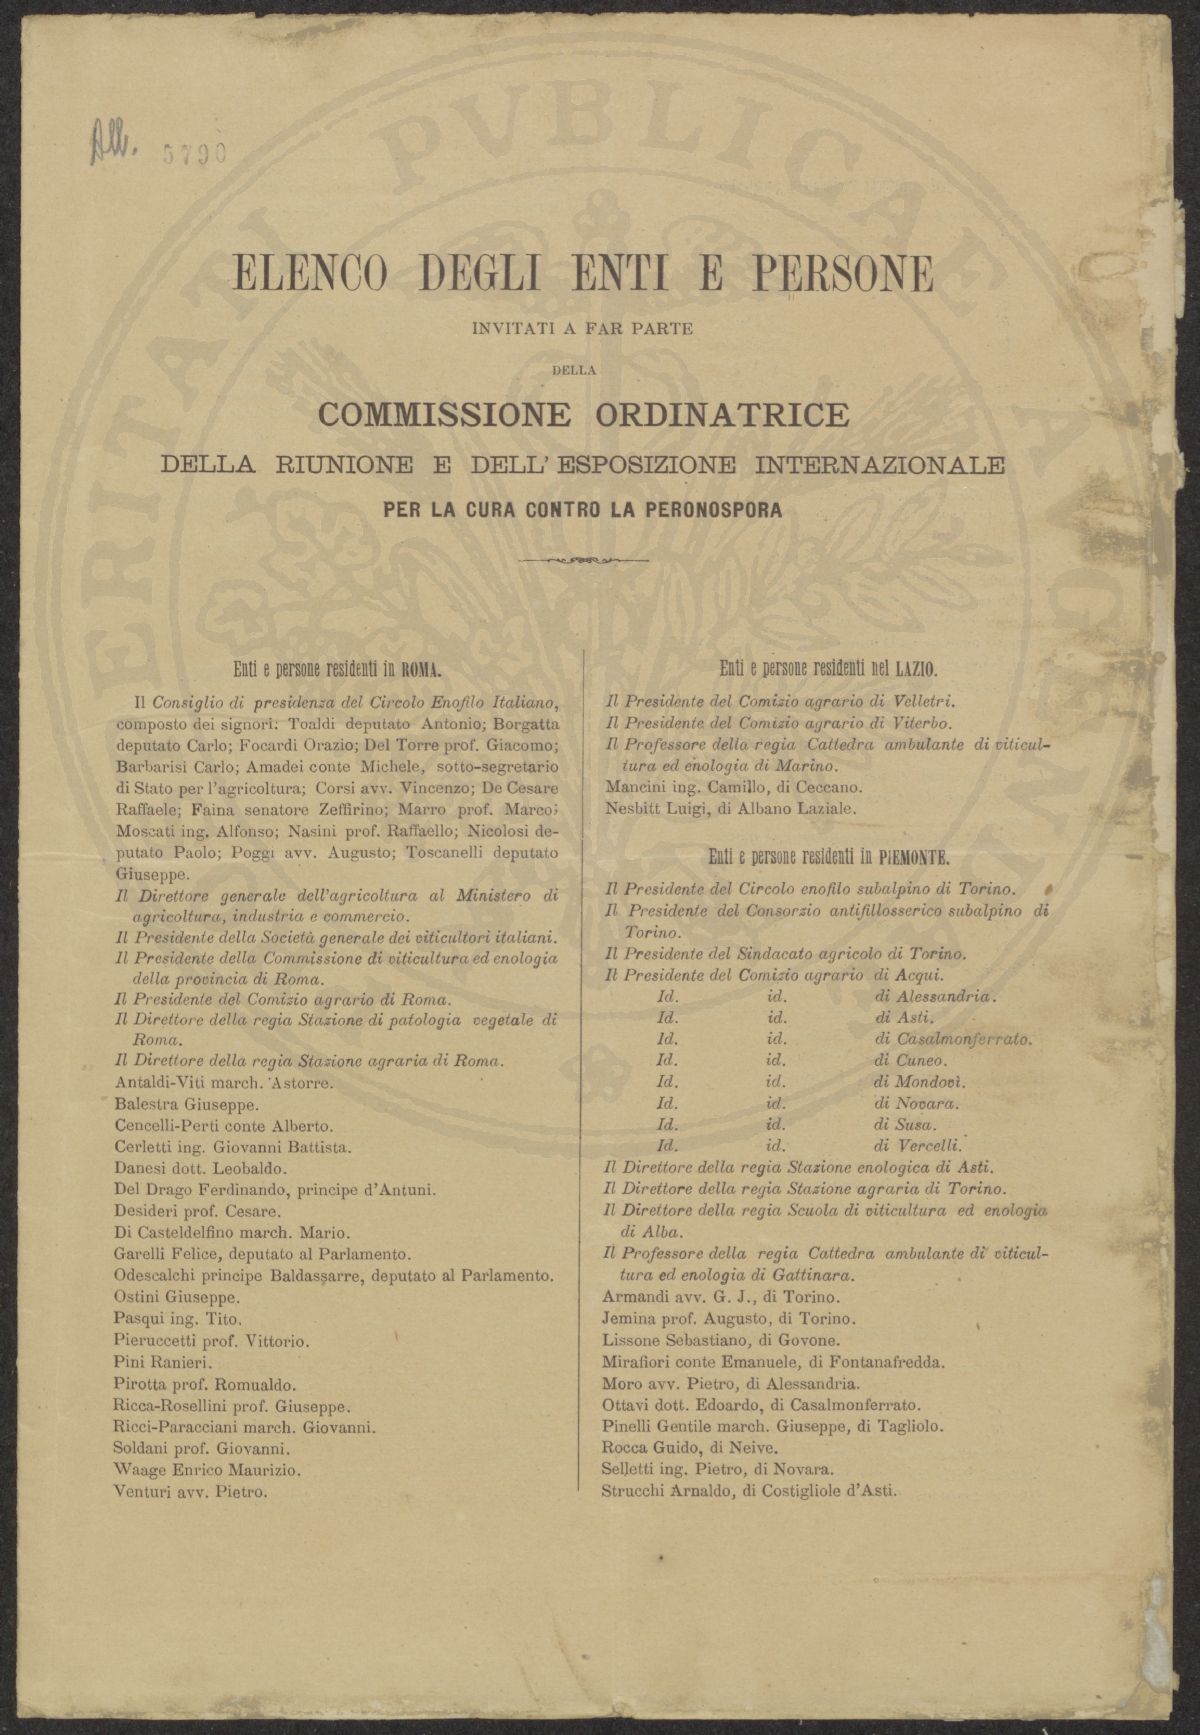 All. 5790
ELENCO DEGLI ENTI E PERSONE
INVITATI A FAR PARTE
DELLA
COMMISSIONE ORDINATRICE
DELLA RIUNIONE E DELL' ESPOSIZIONE INTERNAZIONALE
PER LA CURA CONTRO LA PERONOSPORA
Enti e persone residenti in ROMA.
Il Consiglio di presidenza del Circolo Enofilo Italiano,
composto dei signori: Toaldi deputato Antonio; Borgatta
deputato Carlo; Focardi Orazio; Del Torre prof. Giacomo;
Barbarisi Carlo; Amadei conte Michele, sotto-segretario
di Stato per l'agricoltura; Corsi avv. Vincenzo; De Cesare
Raffaele; Faina senatore Zeffirino; Marro prof. Marco;
Moscati ing. Alfonso; Nasini prof. Raffaello; Nicolosi de-
putato Paolo; Poggi avv. Augusto; Toscanelli deputato
Giuseppe.
Il Direttore generale dell'agricoltura al Ministero di
agricoltura, industria e commercio.
Il Presidente della Società generale dei viticultori italiani.
Il Presidente della Commissione di viticultura ed enologia
della provincia di Roma.
Il Presidente del Comizio agrario di Roma.
Il Direttore della regia Stazione di patologia vegetale di
Roma.
Il Direttore della regia Stazione agraria di Roma.
Antaldi-Viti march. Astorre.
Balestra Giuseppe.
Cencelli-Perti conte Alberto.
Cerletti ing. Giovanni Battista.
Danesi dott. Leobaldo.
Del Drago Ferdinando, principe d'Antuni.
Desideri prof. Cesare.
Di Casteldelfino march. Mario.
Garelli Felice, deputato al Parlamento.
Odescalchi principe Baldassarre, deputato al Parlamento.
Ostini Giuseppe.
Pasqui ing. Tito.
Pieruccetti prof. Vittorio.
Pini Ranieri.
Pirotta prof. Romualdo.
Ricca-Rosellini prof. Giuseppe.
Ricci-Paracciani march. Giovanni.
Soldani prof. Giovanni.
Waage Enrico Maurizio.
Venturi avv. Pietro.
Enti e persone residenti nel LAZIO.
Il Presidente del Comizio agrario di Velletri.
Il Presidente del Comizio agrario di Viterbo.
Il Professore della regia Cattedra ambulante di viticul-
tura ed enologia di Marino.
Mancini ing. Camillo, di Ceccano.
Nesbitt Luigi, di Albano Laziale.
Enti e persone residenti in PIEMONTE.
Il Presidente del Circolo enofilo subalpino di Torino.
Il Presidente del Consorzio antifillosserico subalpino di
Torino.
Il Presidente del Sindacato agricolo di Torino.
Il Presidente del Comizio agrario di Acqui.
Id. id. di Alessandria.
Id. id. di Asti.
Id. id. di Casalmonferrato.
Id. id. di Cuneo.
Id. id. di Mondovì.
Id. id. di Novara.
Id. id. di Susa.
Id. id. di Vercelli.
Il Direttore della regia Stazione enologica di Asti.
Il Direttore della regia Stazione agraria di Torino.
Il Direttore della regia Scuola di viticultura ed enologia
di Alba.
Il Professore della regia Cattedra ambulante di viticul-
tura ed enologia di Gattinara.
Armandi avv. G. J., di Torino.
Jemina prof. Augusto, di Torino.
Lissone Sebastiano, di Govone.
Mirafiori conte Emanuele, di Fontanafredda.
Moro avv. Pietro, di Alessandria.
Ottavi dott. Edoardo, di Casalmonferrato.
Pinelli Gentile march. Giuseppe, di Tagliolo.
Rocca Guido, di Neive.
Selletti ing. Pietro, di Novara.
Strucchi Arnaldo, di Costigliole d'Asti.